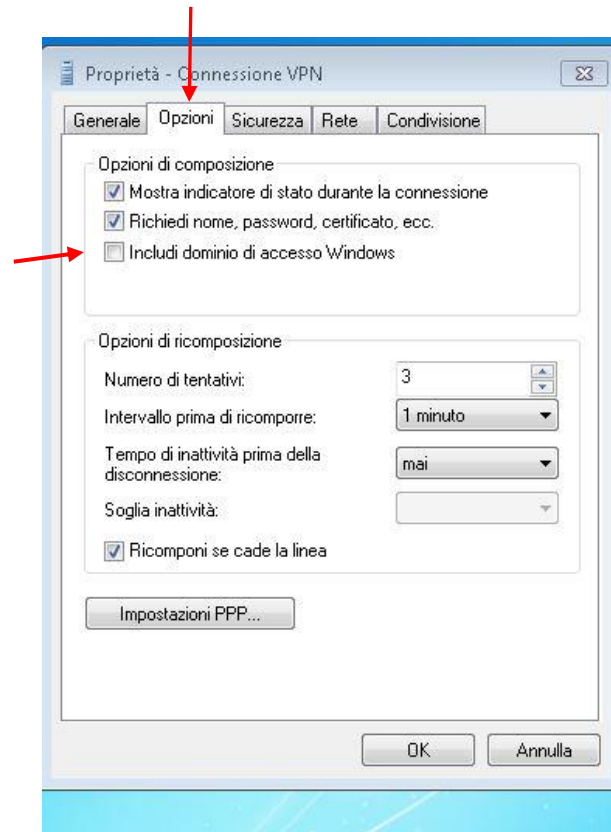 Proprietà - Connessione VPN
Generale Opzioni Sicurezza Rete Condivisione
Opzioni di composizione
Mostra indicatore di stato durante la connessione
Richiedi nome, password, certificato, ecc.
Includi dominio di accesso Windows
Opzioni di ricomposizione
Numero di tentativi: 3
Intervallo prima di ricomporre: 1 minuto
Tempo di inattività prima della
disconnessione: mai
Soglia inattività:
Ricomponi se cade la linea
Impostazioni PPP...
OK Annulla